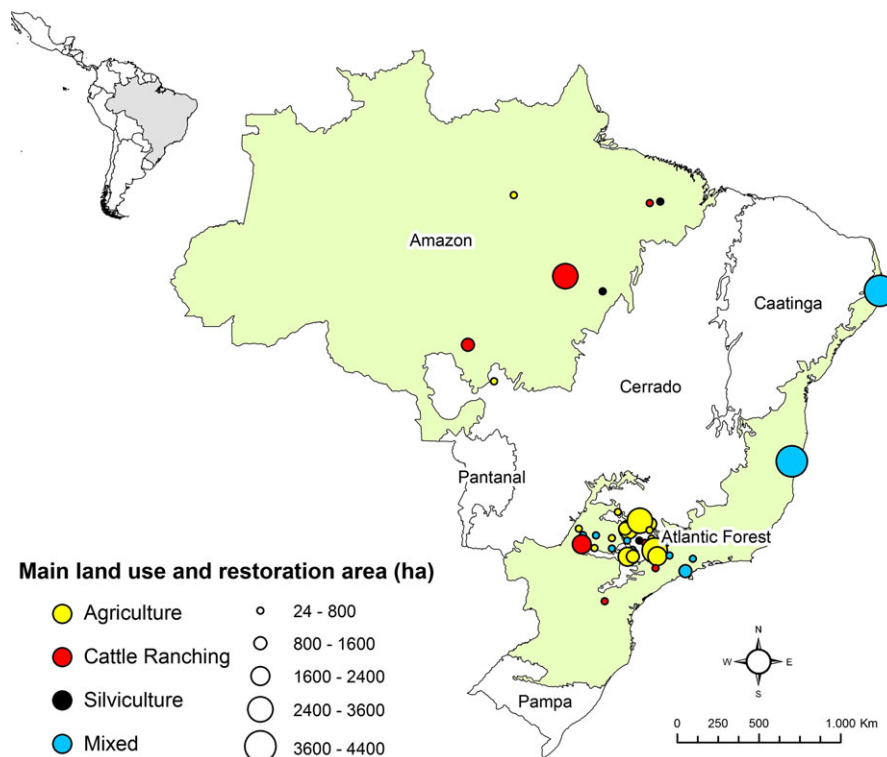 Amazon
Caatinga
Cerrado
Pantanal
Atlantic Forest
Pampa
Main land use and restoration area (ha)
Agriculture
Cattle Ranching
Silviculture
Mixed
24 - 800
800 - 1600
1600 - 2400
2400 - 3600
3600 - 4400
N
W E
S
0 250 500 1.000 Km